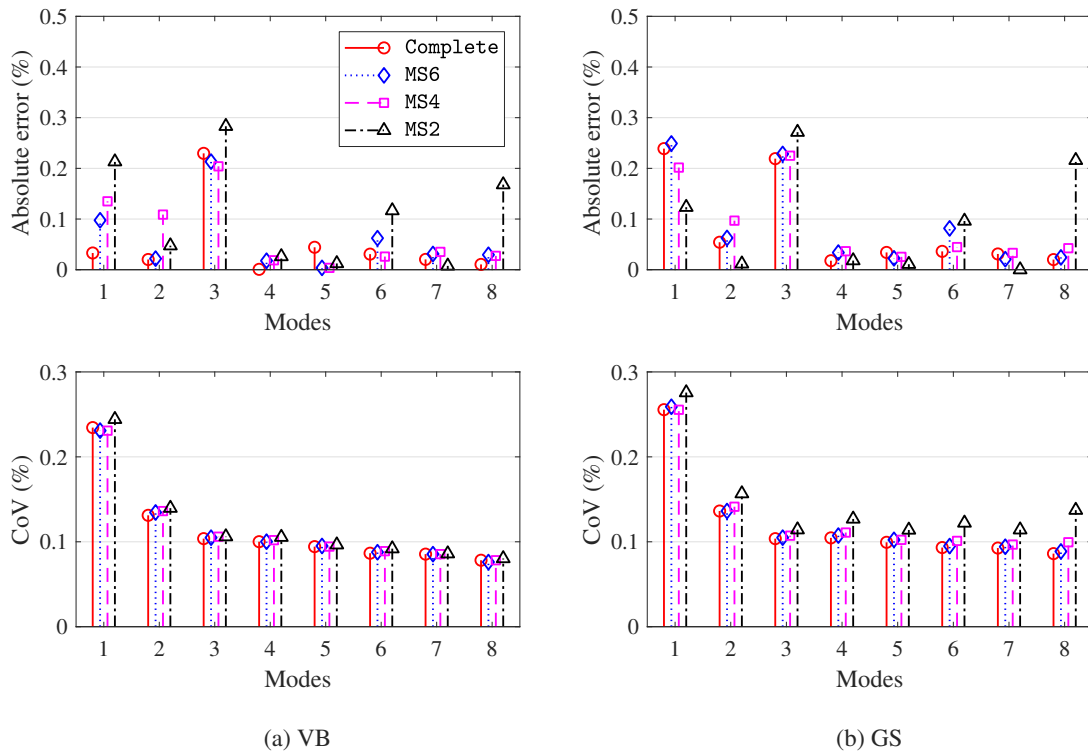 0.5
0.4
0.3
0.2
0.1
0
Absolute error (%)
1 2 3 4 5 6 7 8
Modes
Complete
MS6
MS4
MS2
0.5
0.4
0.3
0.2
0.1
0
Absolute error (%)
1 2 3 4 5 6 7 8
Modes
0.3
0.2
0.1
0
CoV (%)
1 2 3 4 5 6 7 8
Modes
(a) VB
0.3
0.2
0.1
0
CoV (%)
1 2 3 4 5 6 7 8
Modes
(b) GS